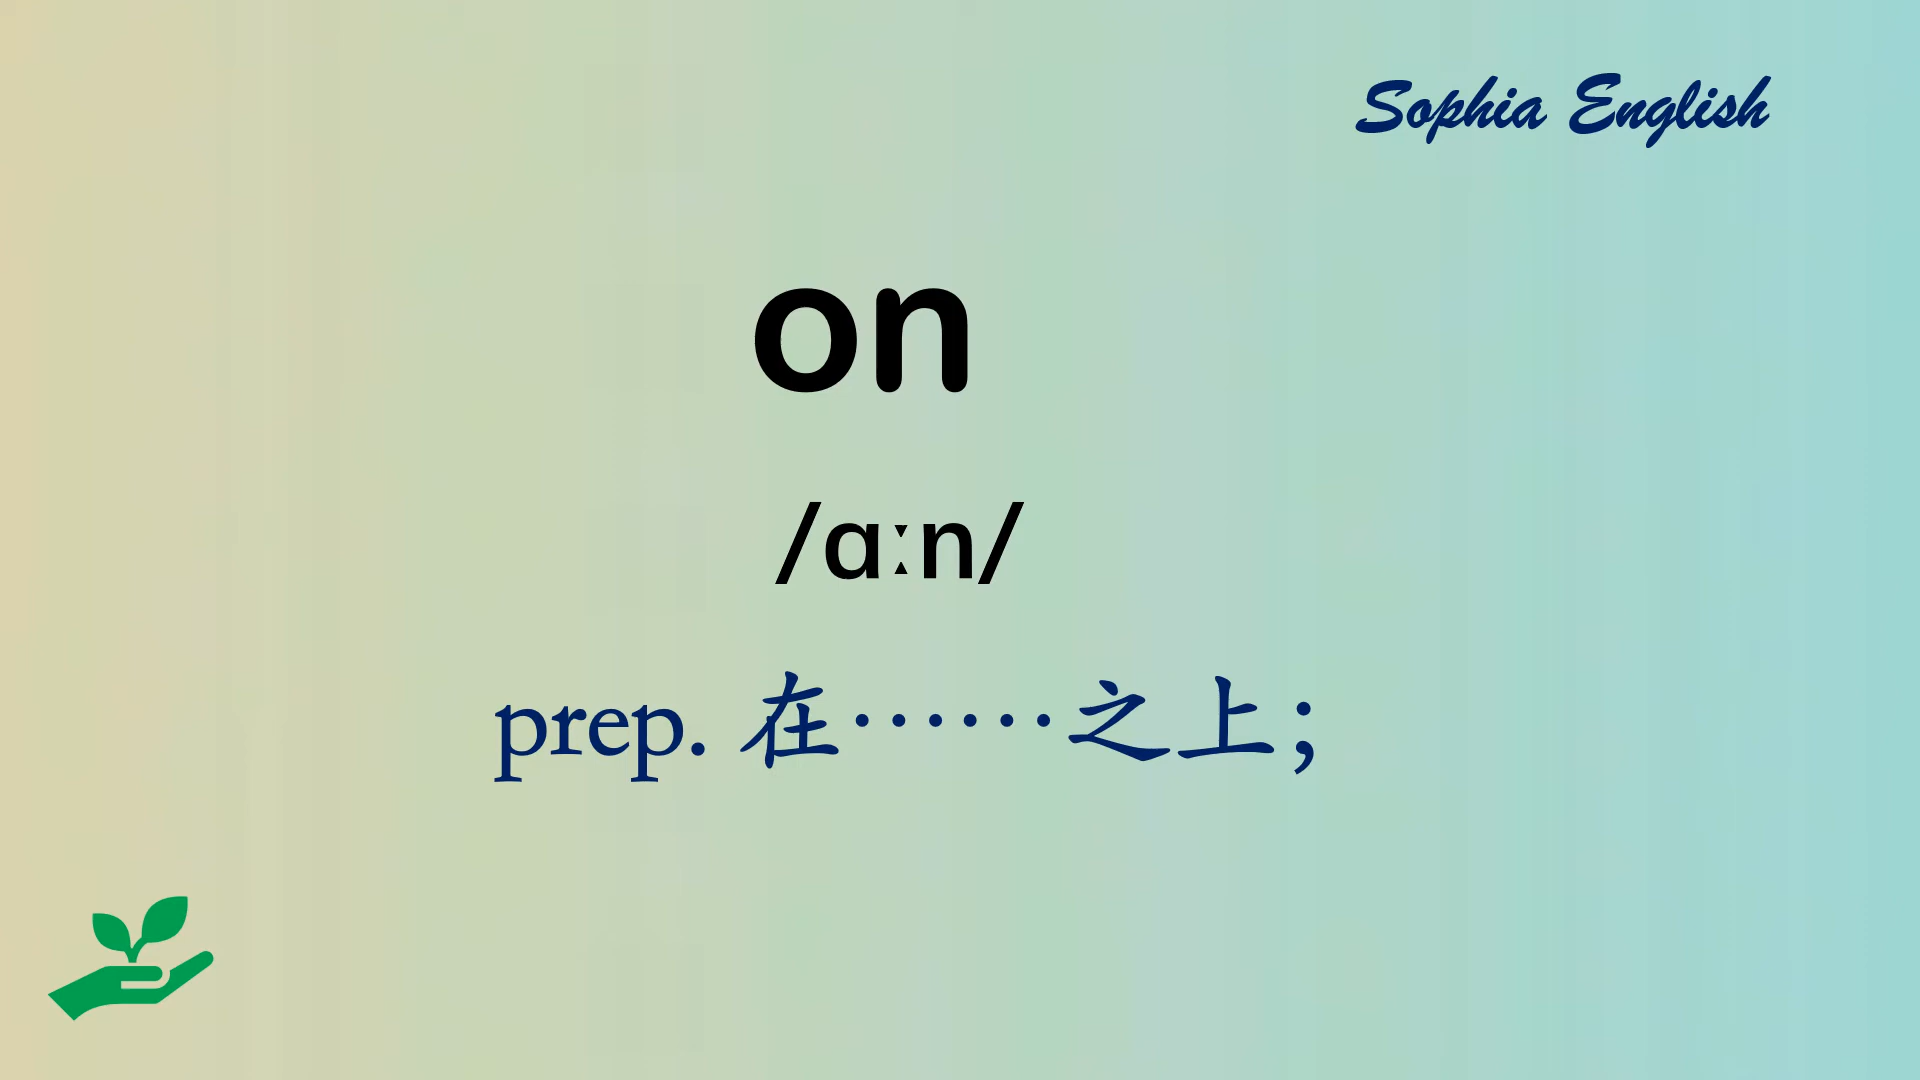 Sophia English
on
/ɑːn/
prep. 在……之上;